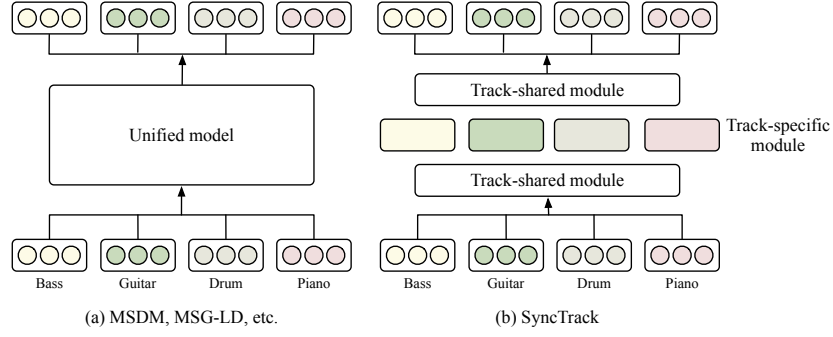 Unified model
Bass
Guitar
Drum
Piano
(a) MSDM, MSG-LD, etc.
Track-shared module
Track-specific
module
Track-shared module
Bass
Guitar
Drum
Piano
(b) SyncTrack